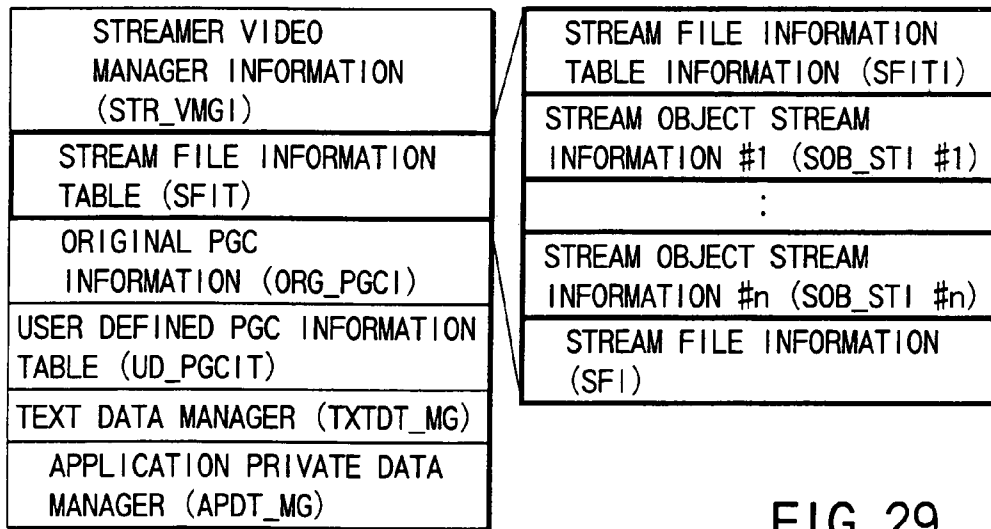 STREAMER VIDEO
MANAGER INFORMATION
(STR_VMGI)
STREAM FILE INFORMATION
TABLE (SFIT)
ORIGINAL PGC
INFORMATION (ORG_PGCI)
USER DEFINED PGC INFORMATION
TABLE (UD_PGCIT)
TEXT DATA MANAGER (TXTDT_MG)
APPLICATION PRIVATE DATA
MANAGER (APDT_MG)
STREAM FILE INFORMATION
TABLE INFORMATION (SFITI)
STREAM OBJECT STREAM
INFORMATION #1 (SOB_STI #1)
:
STREAM OBJECT STREAM
INFORMATION #n (SOB_STI #n)
STREAM FILE INFORMATION
(SFI)
FIG. 29